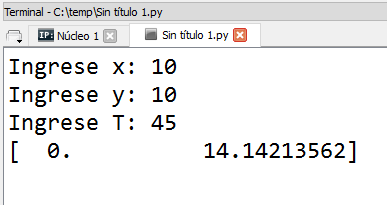 Terminal - C:\temp\Sin título 1.py
IP: Núcleo 1 Sin título 1.py
Ingrese x: 10
Ingrese y: 10
Ingrese T: 45
[  0.          14.14213562]